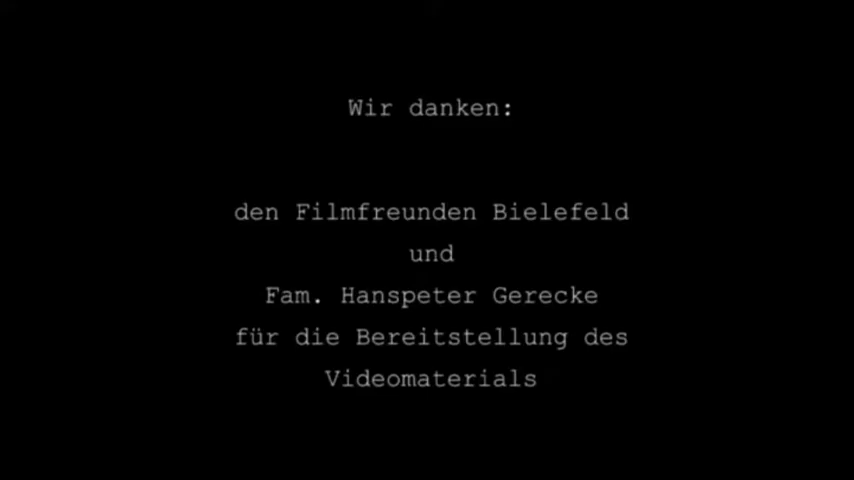 Wir danken:
den Filmfreunden Bielefeld
und
Fam. Hanspeter Gerecke
für die Bereitstellung des
Videomaterials